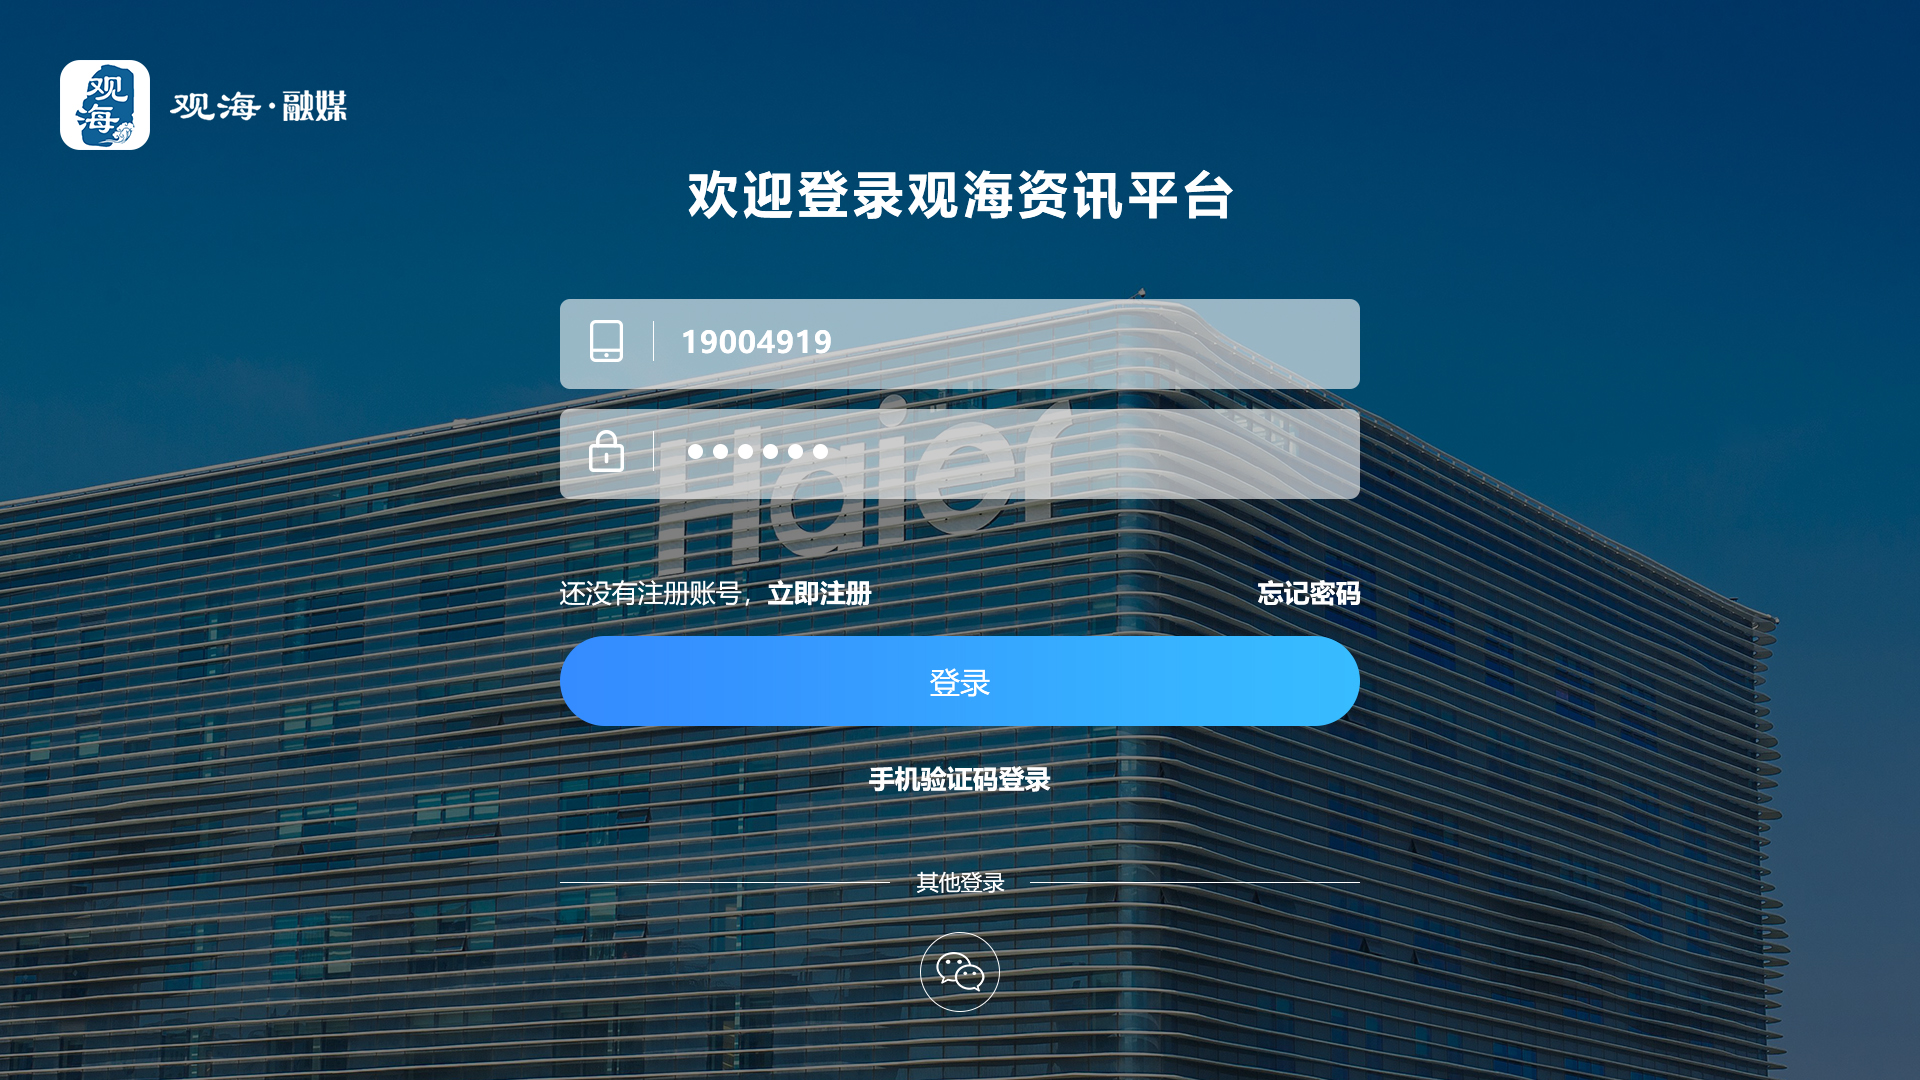 观海
观海·融媒
欢迎登录观海资讯平台
19004919
••••••
Haier
还没有注册账号，立即注册
忘记密码
登录
手机验证码登录
其他登录